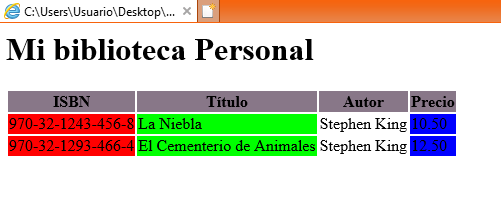 C:\Users\Usuario\Desktop\...
Mi biblioteca Personal
ISBN Título Autor Precio
970-32-1243-456-8 La Niebla Stephen King 10.50
970-32-1293-466-4 El Cementerio de Animales Stephen King 12.50